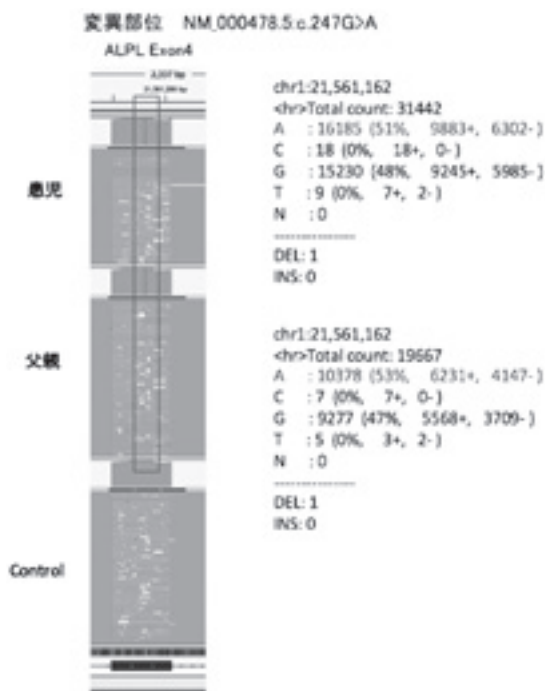 変異部位 NM_000478.5:c.247G>A
ALPL Exon4
2,037 bp
患児
父親
Control
chr1:21,561,162
<hr>Total count: 31442
A : 16185 (51%, 9883+, 6302-)
C : 18 (0%, 18+, 0-)
G : 15230 (48%, 9245+, 5985-)
T : 9 (0%, 7+, 2-)
N : 0
---------------
DEL: 1
INS: 0
chr1:21,561,162
<hr>Total count: 19667
A : 10378 (53%, 6231+, 4147-)
C : 7 (0%, 7+, 0-)
G : 9277 (47%, 5568+, 3709-)
T : 5 (0%, 3+, 2-)
N : 0
---------------
DEL: 1
INS: 0